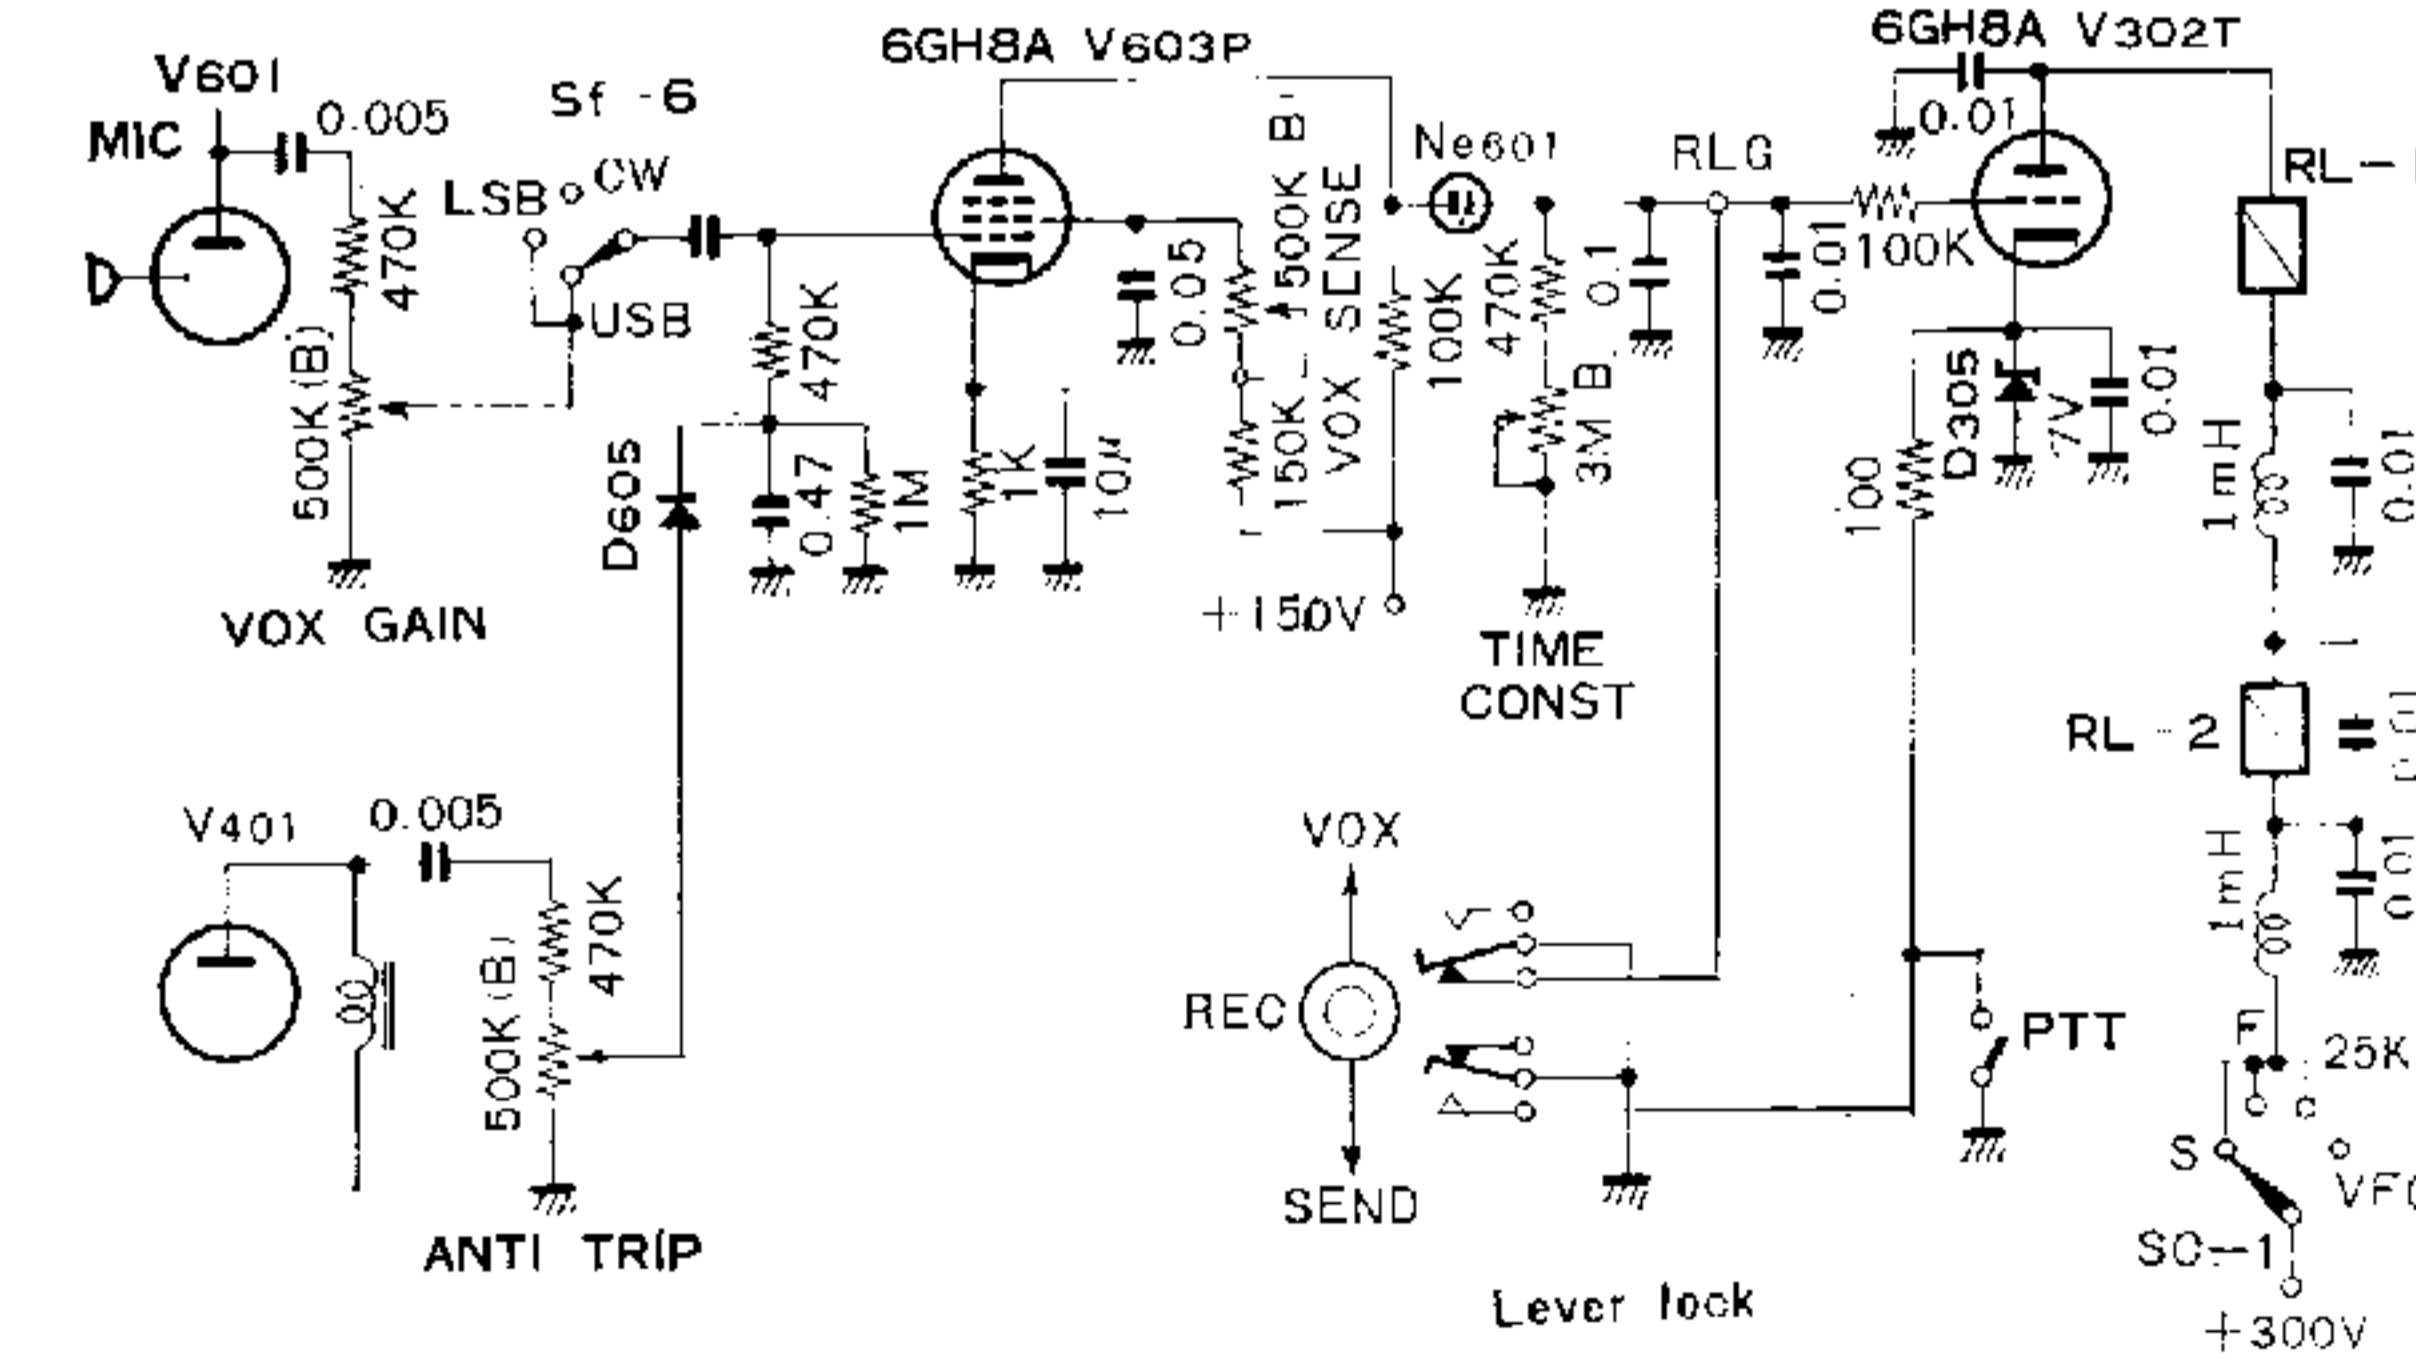 6GH8A V603P
6GH8A V302T
V601
MIC
0.005
Sf-6
LSB
CW
USB
470K
500K(B)
VOX GAIN
470K
D605
0.47
1M
1K
10μ
0.05
500K B
VOX SENSE
150K
100K
+150V
Ne601
470K
3M B
TIME
CONST
0.1
RLG
0.01
100K
0.01
D305
7V
0.01
100
RL-
1mH
0.01
RL-2
1mH
V401
0.005
470K
500K(B)
ANTI TRIP
VOX
REC
SEND
Lever lock
PTT
F
25K
S
SC-1
+300V